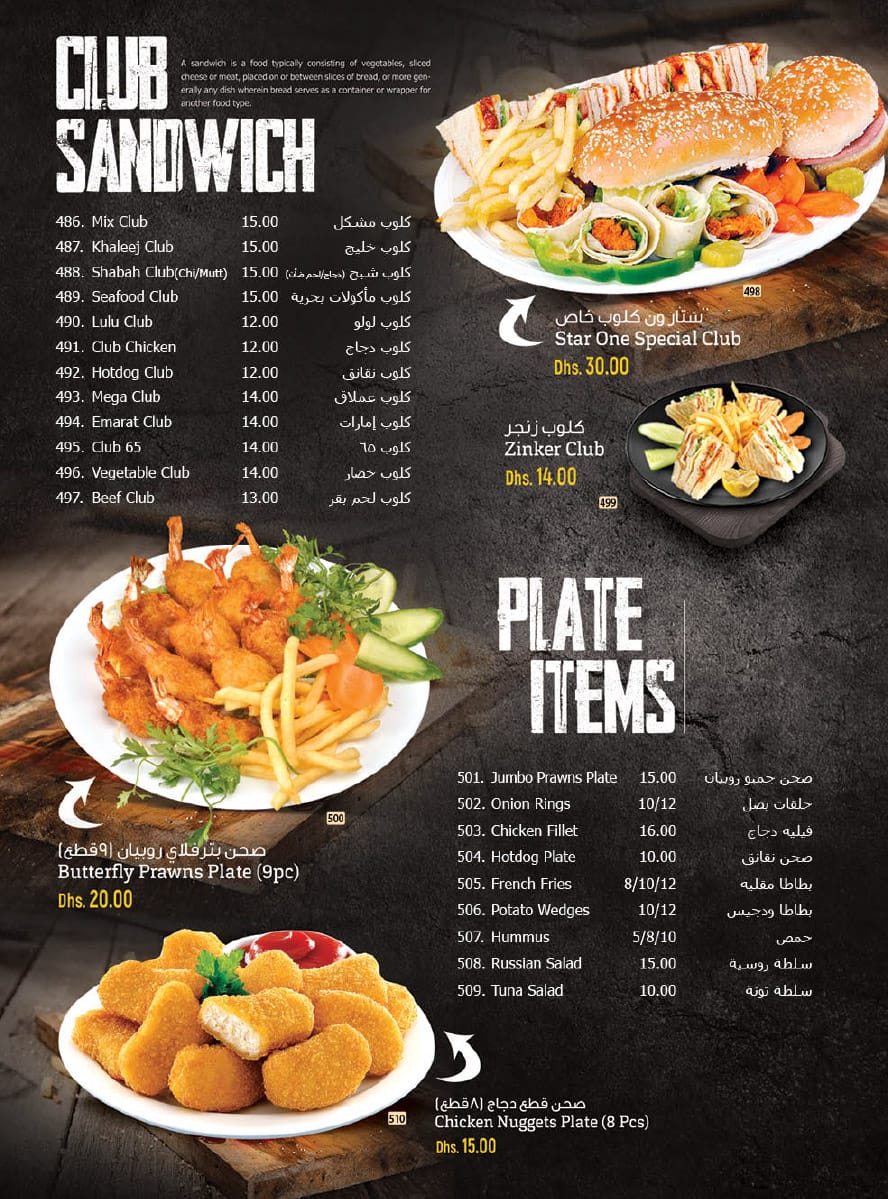 CLUB
SANDWICH
A sandwich is a food typically consisting of vegetables, sliced
cheese or meat, placed on or between slices of bread, or more gen-
erally any dish wherein bread serves as a container or wrapper for
another food type.
486. Mix Club 15.00 كلوب مشكل
487. Khaleej Club 15.00 كلوب خليج
488. Shabah Club(Chi/Mutt) 15.00 كلوب شبح (دجاج/لحم ضان)
489. Seafood Club 15.00 كلوب مأكولات بحرية
490. Lulu Club 12.00 كلوب لولو
491. Club Chicken 12.00 كلوب دجاج
492. Hotdog Club 12.00 كلوب نقانق
493. Mega Club 14.00 كلوب عملاق
494. Emarat Club 14.00 كلوب إمارات
495. Club 65 14.00 كلوب ٦٥
496. Vegetable Club 14.00 كلوب خضار
497. Beef Club 13.00 كلوب لحم بقر
498
ستار ون كلوب خاص
Star One Special Club
Dhs. 30.00
كلوب زنجر
Zinker Club
Dhs. 14.00
499
500
صحن بترفلاي روبيان (٩قطع)
Butterfly Prawns Plate (9pc)
Dhs. 20.00
PLATE
ITEMS
501. Jumbo Prawns Plate 15.00 صحن جمبو روبيان
502. Onion Rings 10/12 حلقات بصل
503. Chicken Fillet 16.00 فيليه دجاج
504. Hotdog Plate 10.00 صحن نقانق
505. French Fries 8/10/12 بطاطا مقليه
506. Potato Wedges 10/12 بطاطا ودجيس
507. Hummus 5/8/10 حمص
508. Russian Salad 15.00 سلطة روسية
509. Tuna Salad 10.00 سلطة تونة
510
صحن قطع دجاج (٨قطع)
Chicken Nuggets Plate (8 Pcs)
Dhs. 15.00